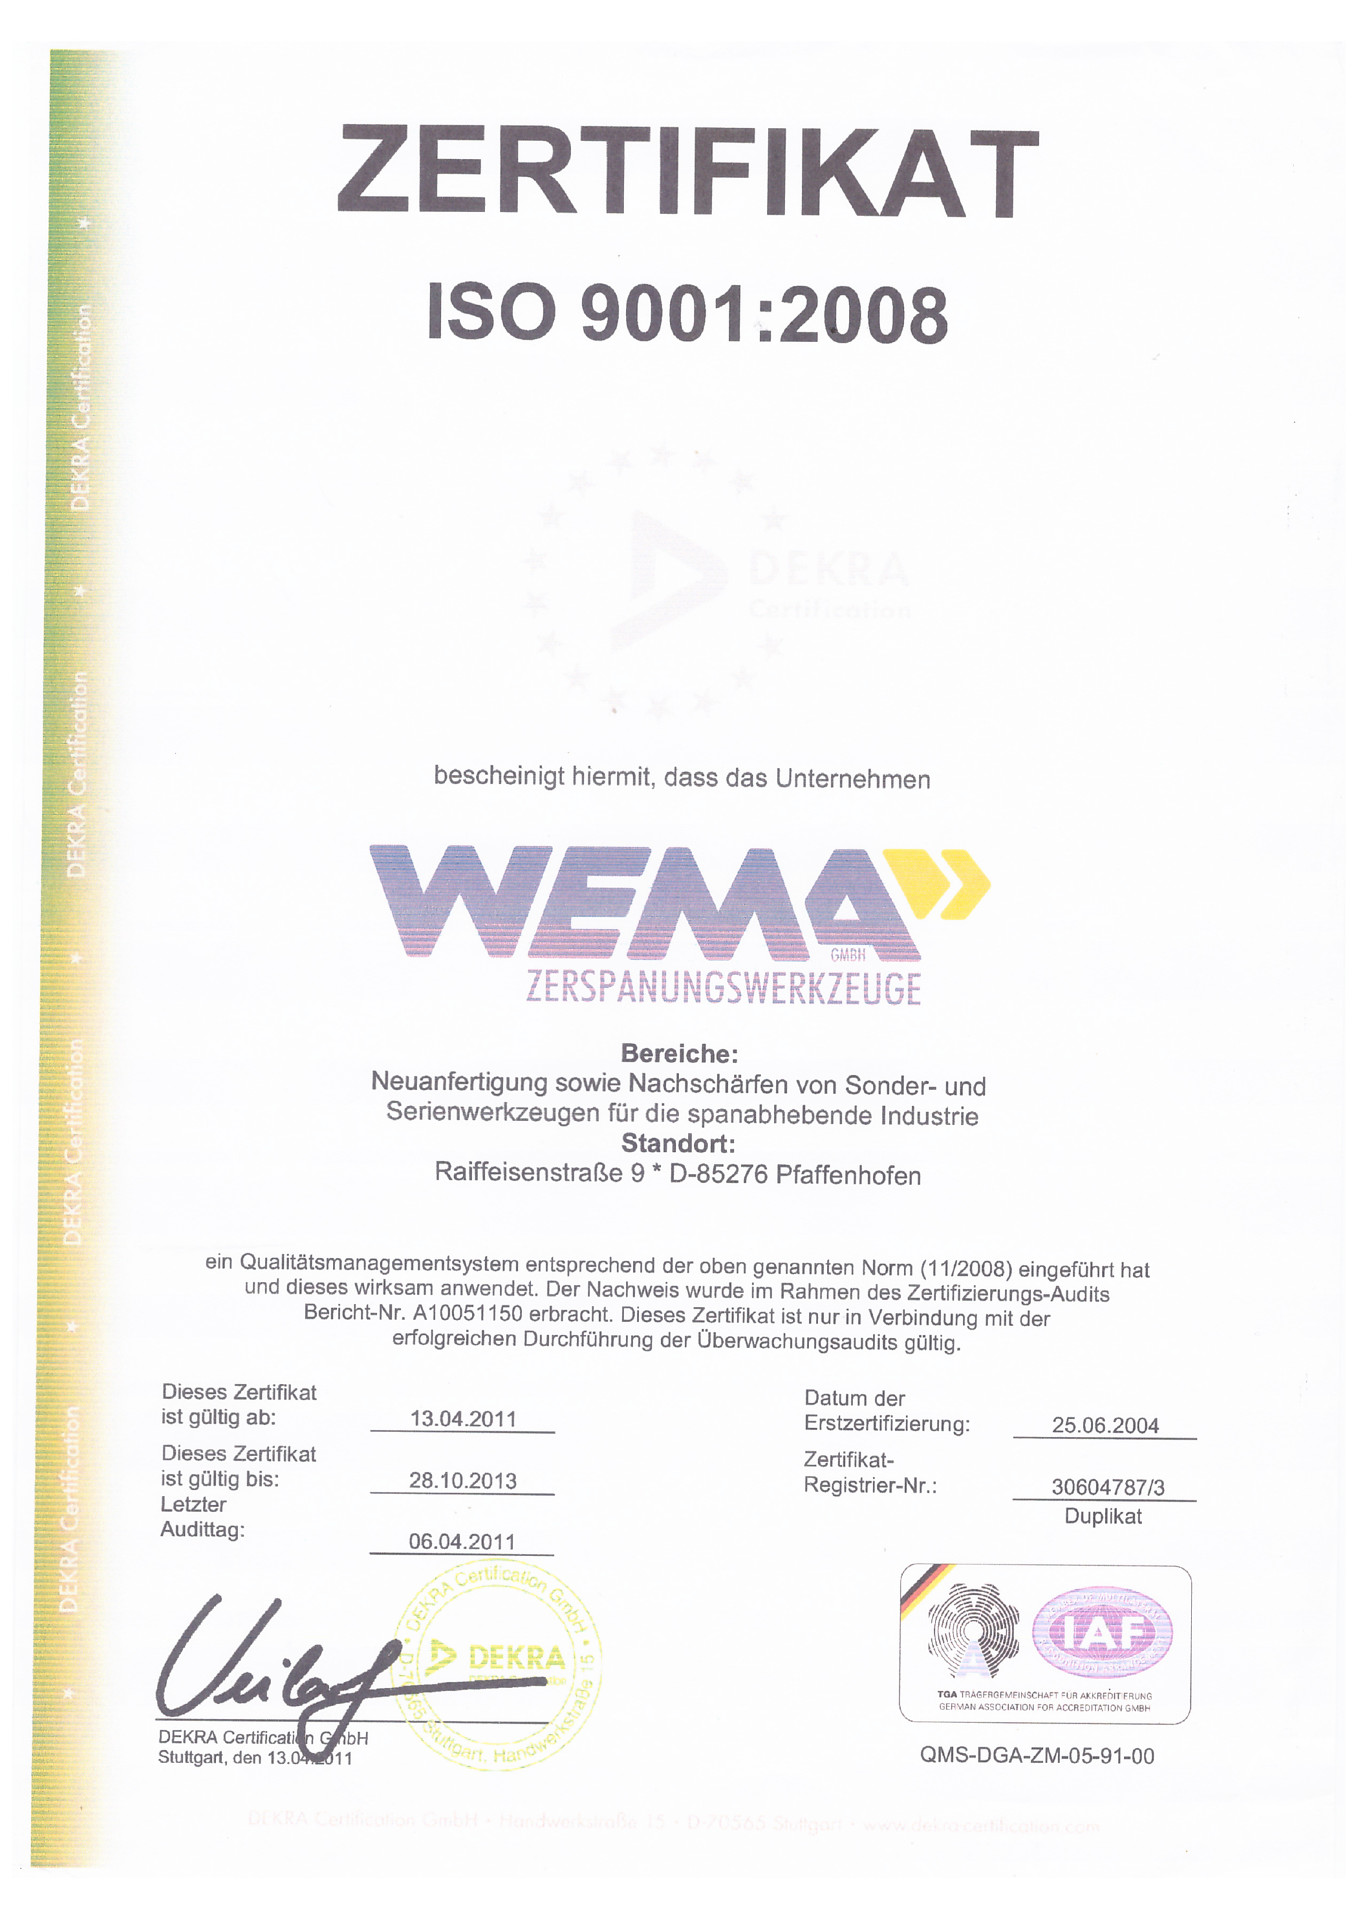 ZERTIFIKAT
ISO 9001:2008
DEKRA
Certification
bescheinigt hiermit, dass das Unternehmen
WEMA
GMBH
ZERSPANUNGSWERKZEUGE
Bereiche:
Neuanfertigung sowie Nachschärfen von Sonder- und
Serienwerkzeugen für die spanabhebende Industrie
Standort:
Raiffeisenstraße 9 * D-85276 Pfaffenhofen
ein Qualitätsmanagementsystem entsprechend der oben genannten Norm (11/2008) eingeführt hat
und dieses wirksam anwendet. Der Nachweis wurde im Rahmen des Zertifizierungs-Audits
Bericht-Nr. A10051150 erbracht. Dieses Zertifikat ist nur in Verbindung mit der
erfolgreichen Durchführung der Überwachungsaudits gültig.
Dieses Zertifikat
ist gültig ab: 13.04.2011
Dieses Zertifikat
ist gültig bis: 28.10.2013
Letzter
Audittag: 06.04.2011
Datum der
Erstzertifizierung: 25.06.2004
Zertifikat-
Registrier-Nr.: 30604787/3
Duplikat
DEKRA Certification GmbH
Stuttgart, den 13.04.2011
DEKRA Certification GmbH • Handwerkstraße 15 • D-70565 Stuttgart
DEKRA
IAF
TGA TRÄGERGEMEINSCHAFT FÜR AKKREDITIERUNG
GERMAN ASSOCIATION FOR ACCREDITATION GMBH
QMS-DGA-ZM-05-91-00
DEKRA Certification GmbH • Handwerkstraße 15 • D-70565 Stuttgart • www.dekra-certification.com
DEKRA Certification
DEKRA Certification
DEKRA Certification
DEKRA Certification